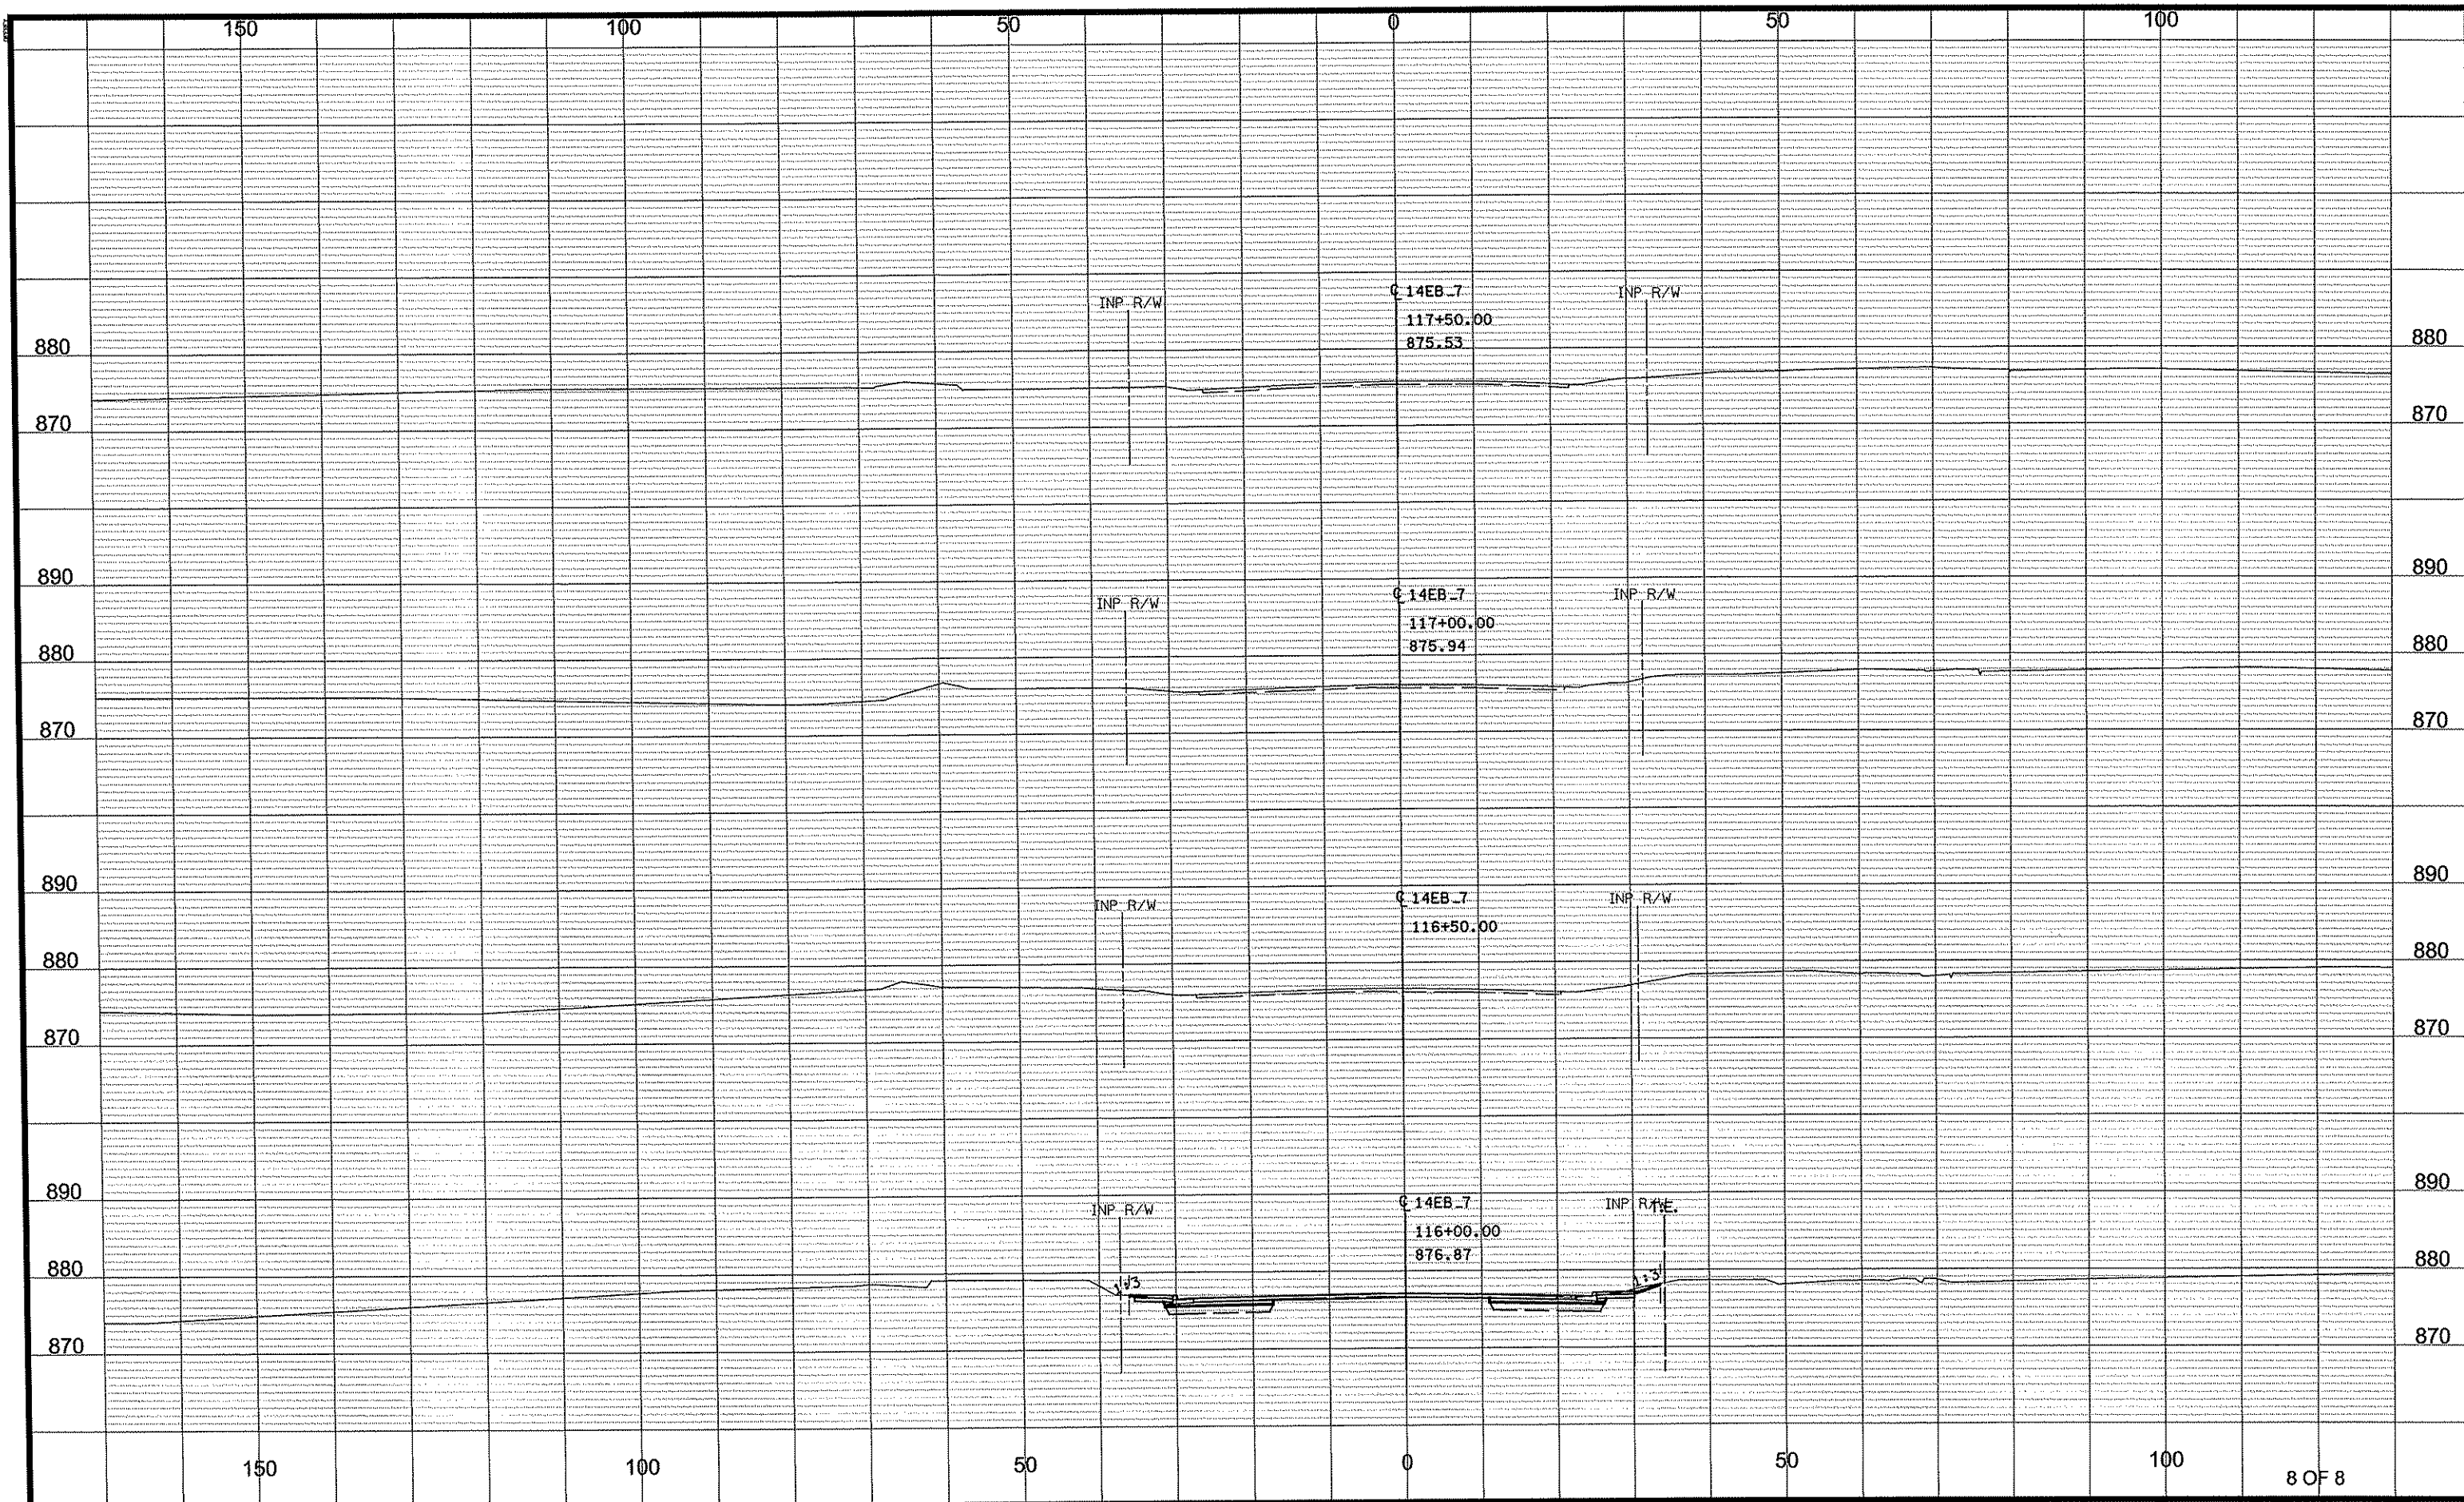 150 100 50 0 50 100
INP R/W
℄ 14EB_7
INP R/W
117+50.00
875.53
880 880
870 870
890 890
INP R/W
℄ 14EB_7
INP R/W
117+00.00
875.94
880 880
870 870
890 890
INP R/W
℄ 14EB_7
INP R/W
116+50.00
880 880
870 870
890 890
INP R/W
℄ 14EB_7
INP R/W
T.E.
116+00.00
876.87
880 880
1:3
1:3
870 870
150 100 50 0 50 100
8 OF 8